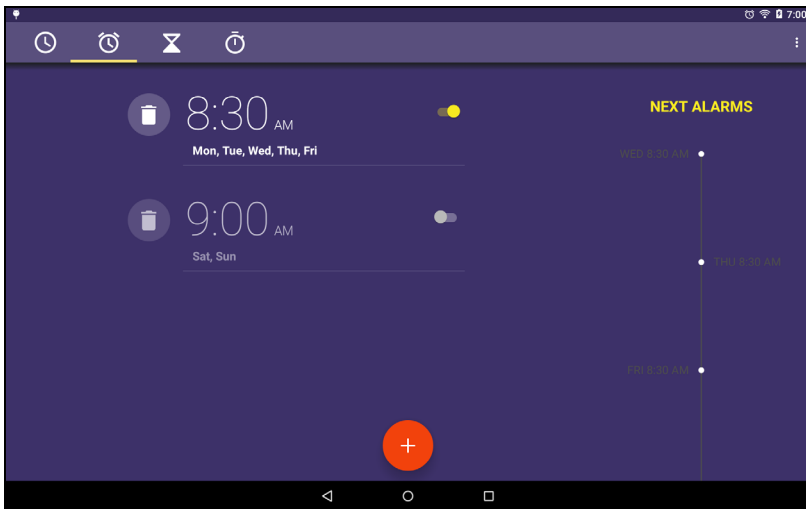 7:00
8:30 AM
Mon, Tue, Wed, Thu, Fri
9:00 AM
Sat, Sun
NEXT ALARMS
WED 8:30 AM
THU 8:30 AM
FRI 8:30 AM